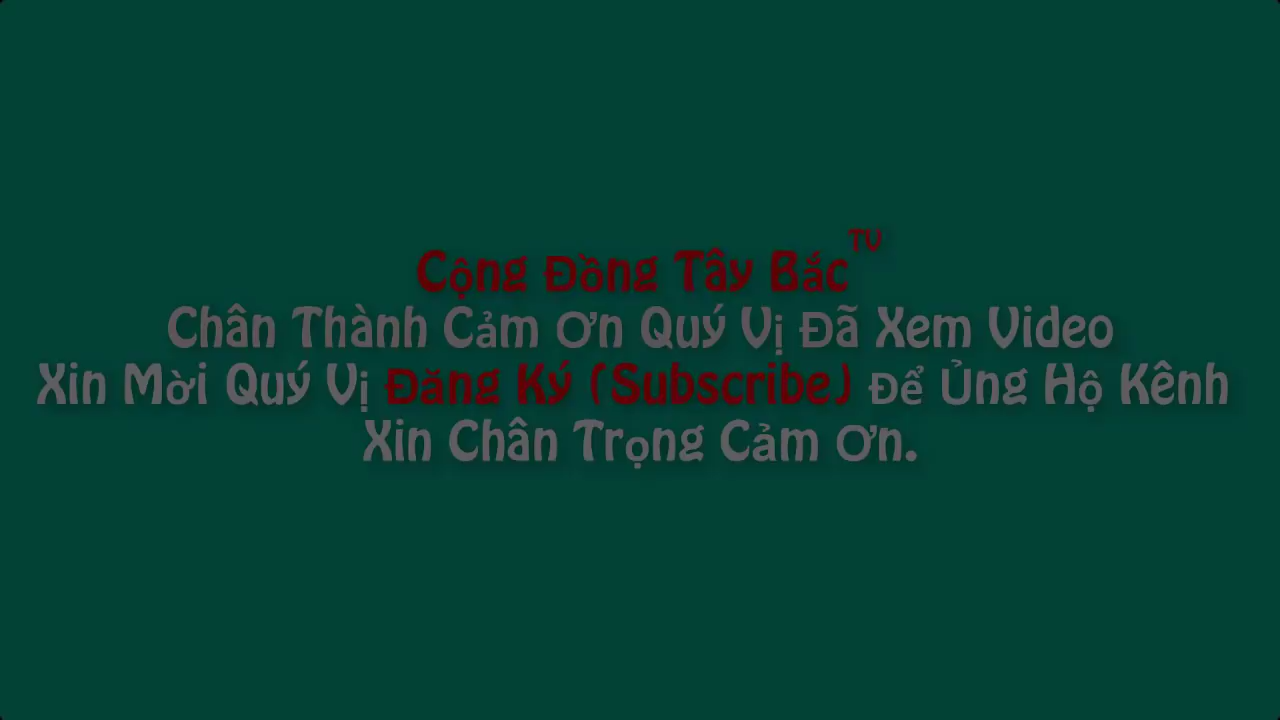 Cộng Đồng Tây Bắc TV
Chân Thành Cảm Ơn Quý Vị Đã Xem Video
Xin Mời Quý Vị Đăng Ký (Subscribe) Để Ủng Hộ Kênh
Xin Chân Trọng Cảm Ơn.